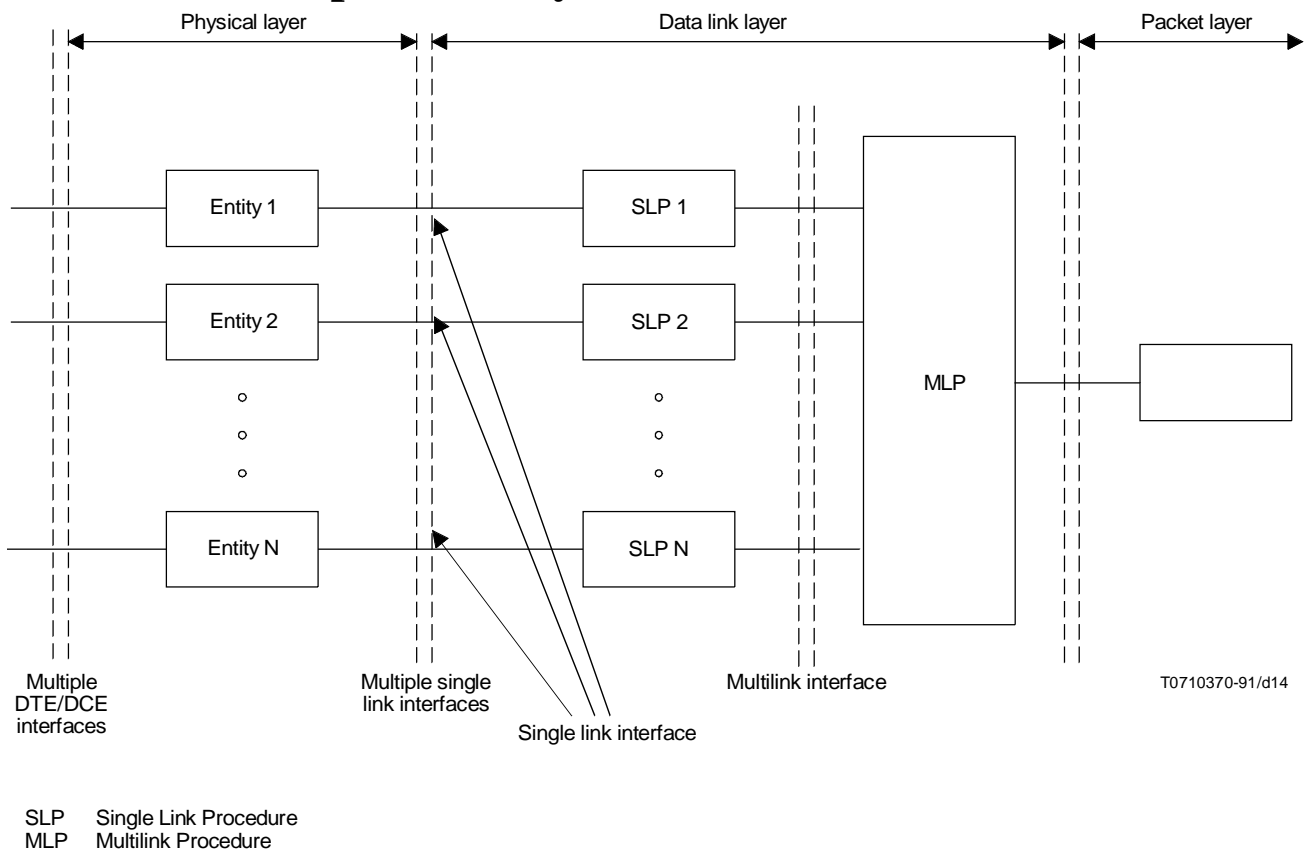 Physical layer
Data link layer
Packet layer
Entity 1
SLP 1
Entity 2
SLP 2
MLP
Entity N
SLP N
Multiple
DTE/DCE
interfaces
Multiple single
link interfaces
Multilink interface
T0710370-91/d14
Single link interface
SLP Single Link Procedure
MLP Multilink Procedure